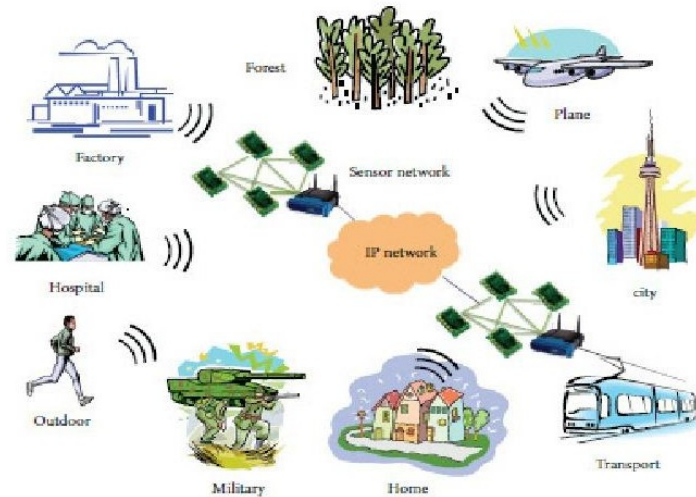 Forest
Plane
Factory
Sensor network
IP network
Hospital
city
Outdoor
Transport
Military
Home